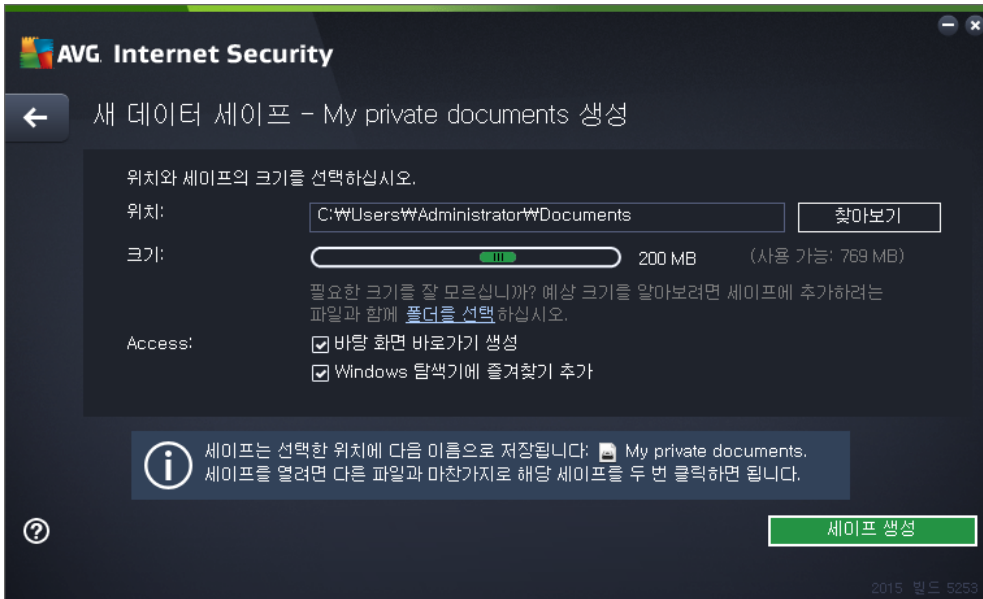 AVG. Internet Security
새 데이터 세이프 - My private documents 생성
위치와 세이프의 크기를 선택하십시오.
위치: C:₩Users₩Administrator₩Documents 찾아보기
크기: 200 MB (사용 가능: 769 MB)
필요한 크기를 잘 모르십니까? 예상 크기를 알아보려면 세이프에 추가하려는
파일과 함께 폴더를 선택하십시오.
Access: 바탕 화면 바로가기 생성
Windows 탐색기에 즐겨찾기 추가
세이프는 선택한 위치에 다음 이름으로 저장됩니다: My private documents.
세이프를 열려면 다른 파일과 마찬가지로 해당 세이프를 두 번 클릭하면 됩니다.
세이프 생성
2015 빌드 5253